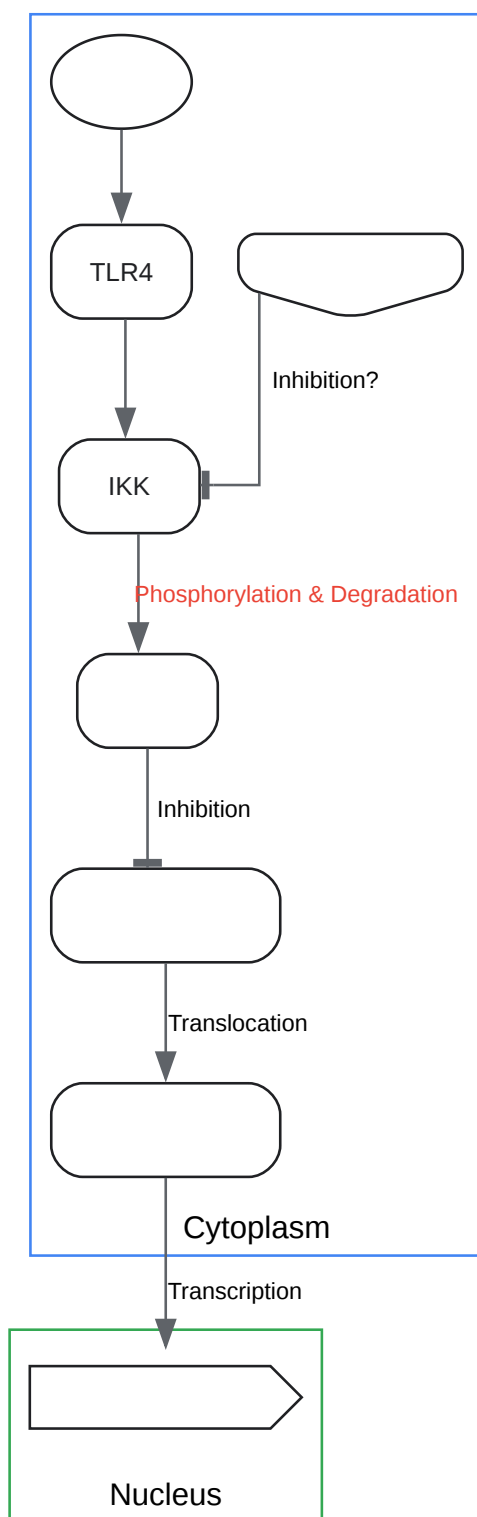 TLR4
Inhibition?
IKK
Phosphorylation & Degradation
Inhibition
Translocation
Cytoplasm
Transcription
Nucleus